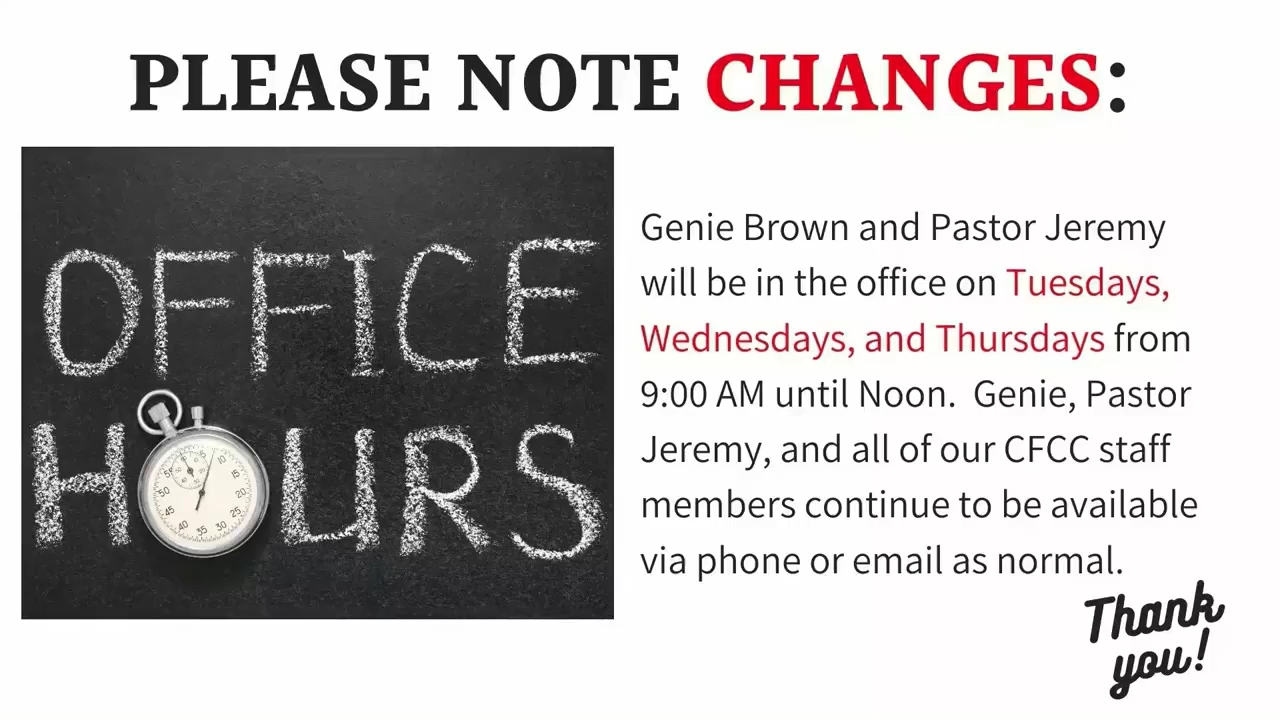 PLEASE NOTE CHANGES:
OFFICE
HOURS
Genie Brown and Pastor Jeremy
will be in the office on Tuesdays,
Wednesdays, and Thursdays from
9:00 AM until Noon.  Genie, Pastor
Jeremy, and all of our CFCC staff
members continue to be available
via phone or email as normal.
Thank
you!